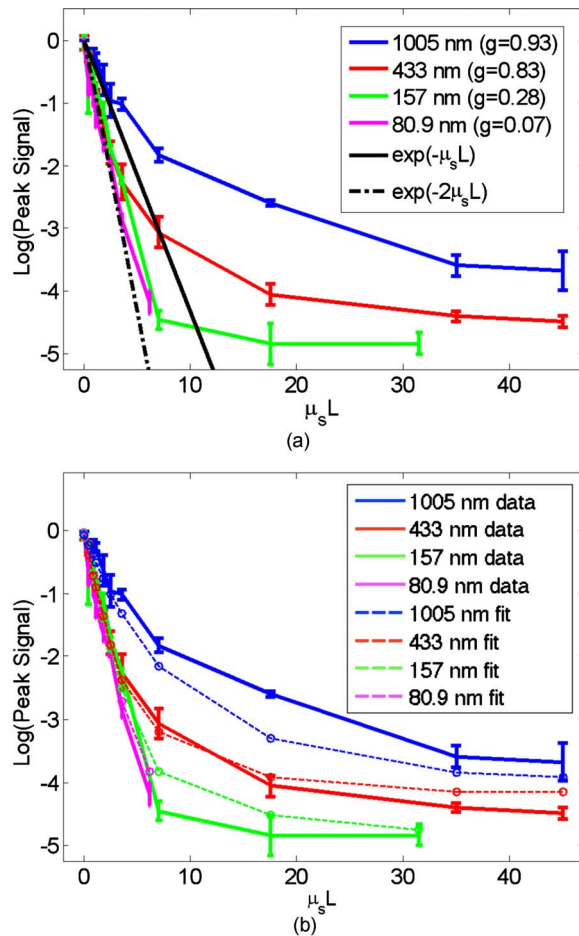 0
-1
-2
-3
-4
-5
Log(Peak Signal)
1005 nm (g=0.93)
433 nm (g=0.83)
157 nm (g=0.28)
80.9 nm (g=0.07)
exp(-μsL)
exp(-2μsL)
0 10 20 30 40
μsL
(a)
0
-1
-2
-3
-4
-5
Log(Peak Signal)
1005 nm data
433 nm data
157 nm data
80.9 nm data
1005 nm fit
433 nm fit
157 nm fit
80.9 nm fit
0 10 20 30 40
μsL
(b)